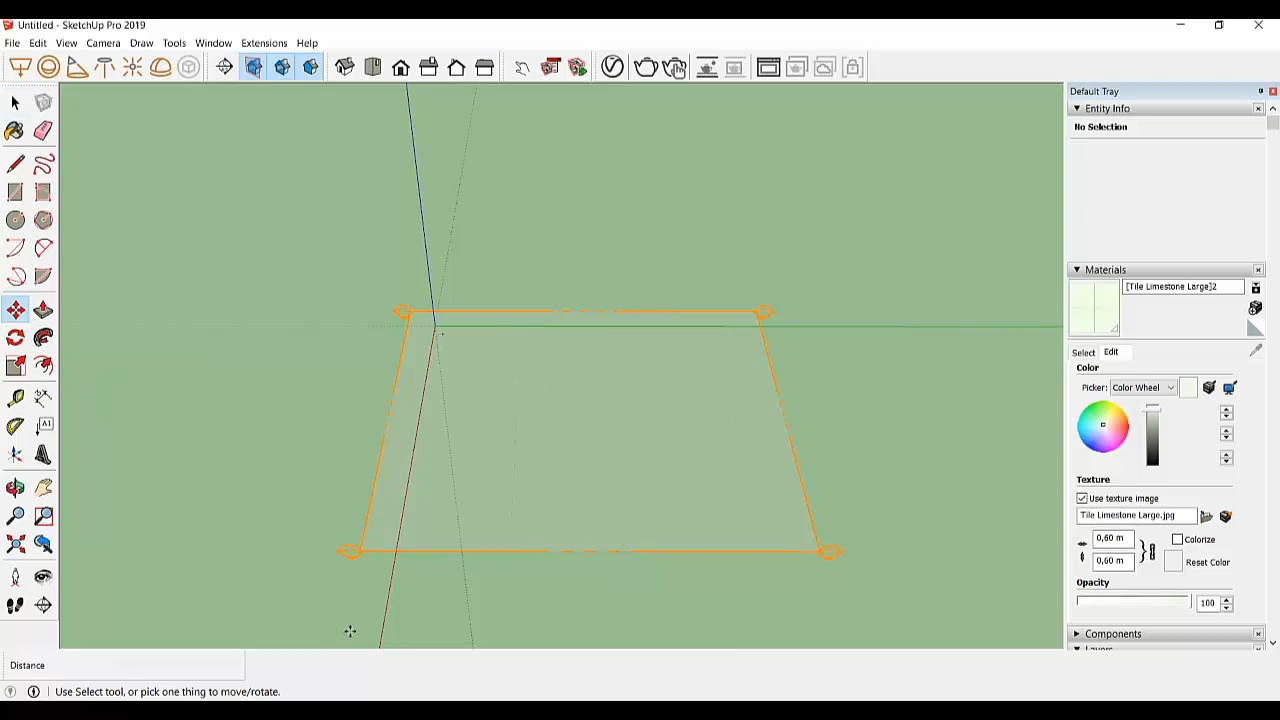 Untitled - SketchUp Pro 2019
File Edit View Camera Draw Tools Window Extensions Help
Default Tray
Entity Info
No Selection
Materials
[Tile Limestone Large]2
Select Edit
Color
Picker: Color Wheel
Texture
Use texture image
Tile Limestone Large.jpg
0,60 m
Colorize
0,60 m
Reset Color
Opacity
100
Components
Layers
A1
Distance
Use Select tool, or pick one thing to move/rotate.